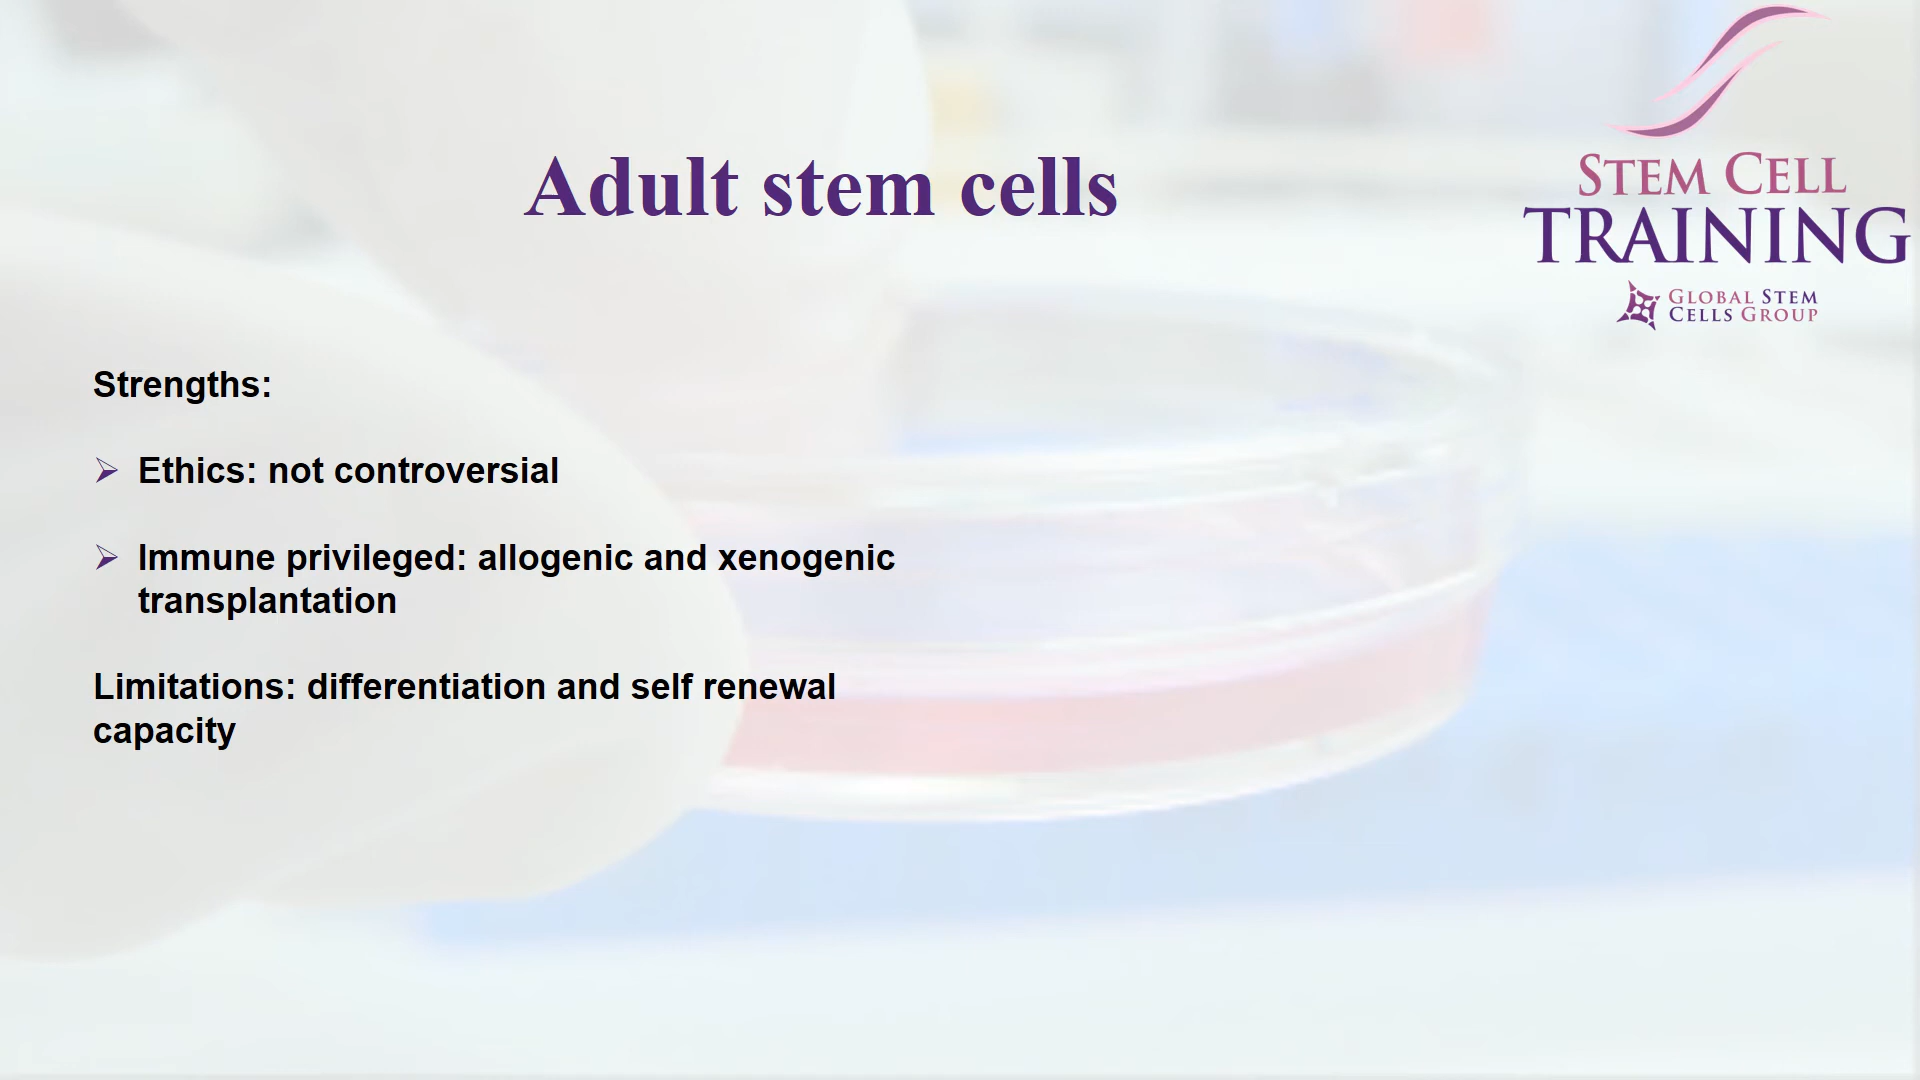 Adult stem cells
STEM CELL
TRAINING
GLOBAL STEM
CELLS GROUP
Strengths:
Ethics: not controversial
Immune privileged: allogenic and xenogenic
transplantation
Limitations: differentiation and self renewal
capacity